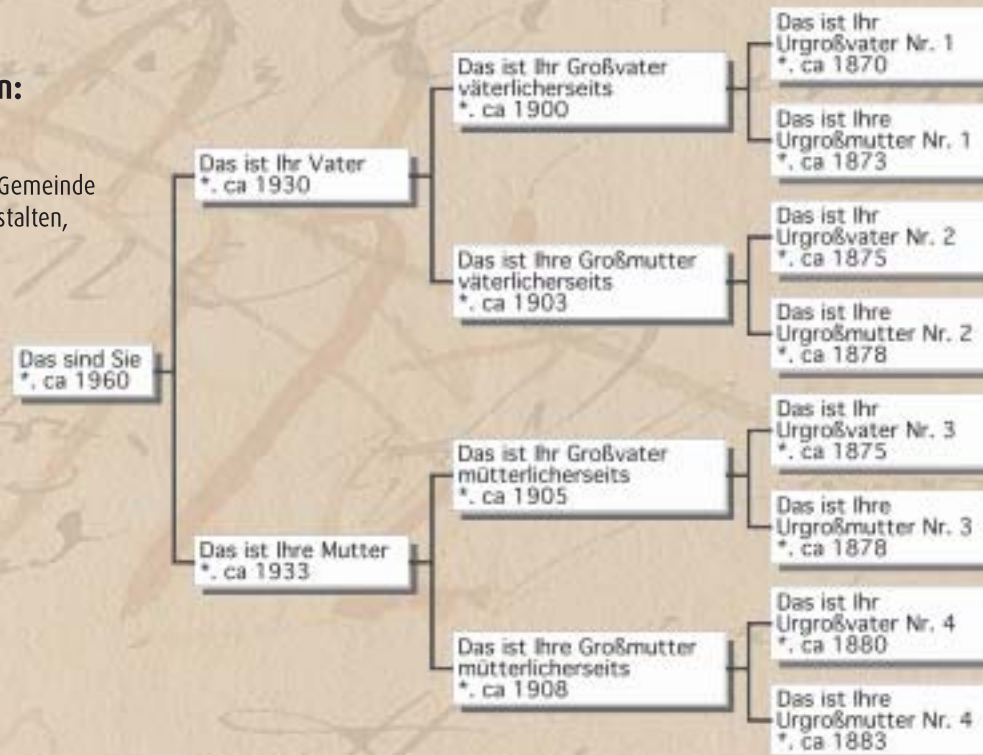 n:
Gemeinde
stalten,
Das sind Sie
*. ca 1960
Das ist Ihr Vater
*. ca 1930
Das ist Ihre Mutter
*. ca 1933
Das ist Ihr Großvater
väterlicherseits
*. ca 1900
Das ist Ihre Großmutter
väterlicherseits
*. ca 1903
Das ist Ihr Großvater
mütterlicherseits
*. ca 1905
Das ist Ihre Großmutter
mütterlicherseits
*. ca 1908
Das ist Ihr
Urgroßvater Nr. 1
*. ca 1870
Das ist Ihre
Urgroßmutter Nr. 1
*. ca 1873
Das ist Ihr
Urgroßvater Nr. 2
*. ca 1875
Das ist Ihre
Urgroßmutter Nr. 2
*. ca 1878
Das ist Ihr
Urgroßvater Nr. 3
*. ca 1875
Das ist Ihre
Urgroßmutter Nr. 3
*. ca 1878
Das ist Ihr
Urgroßvater Nr. 4
*. ca 1880
Das ist Ihre
Urgroßmutter Nr. 4
*. ca 1883